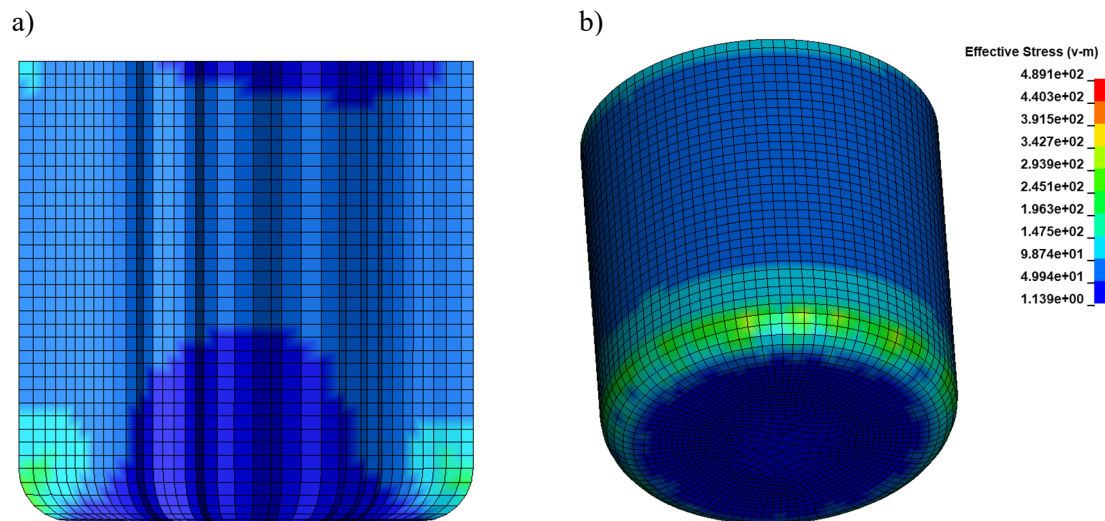 a)
b)
Effective Stress (v-m)
4.891e+02
4.403e+02
3.915e+02
3.427e+02
2.939e+02
2.451e+02
1.963e+02
1.475e+02
9.874e+01
4.994e+01
1.139e+00